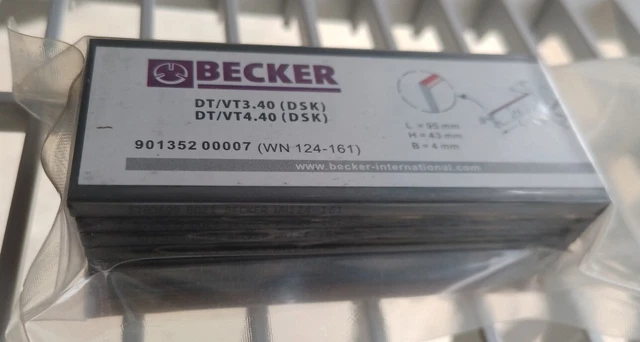 BECKER
DT/VT3.40 (DSK)
DT/VT4.40 (DSK)
L = 95 mm
H = 43 mm
B = 4 mm
901352 00007 (WN 124-161)
www.becker-international.com